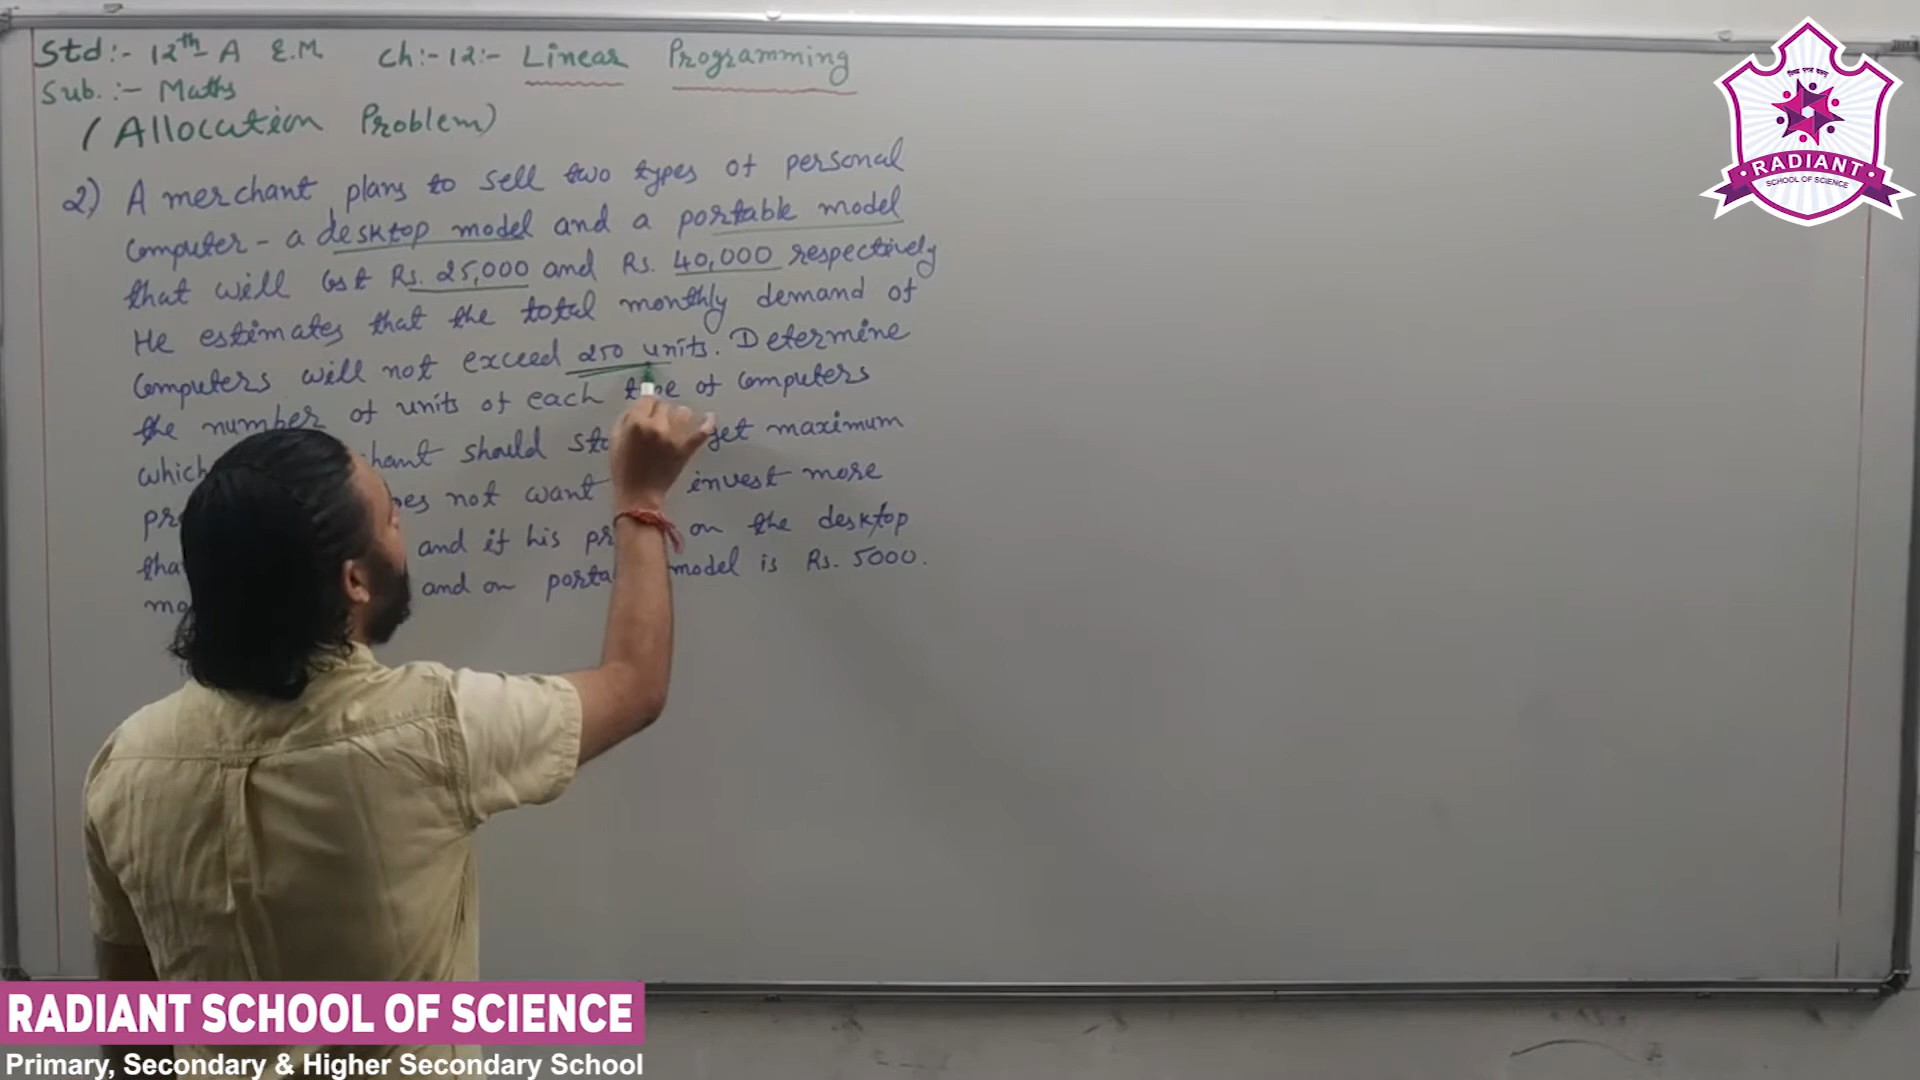 Std :- 12th A E.M Ch :- 12 :- Linear Programming
Sub. :- Maths
(Allocation Problem)
2) A merchant plans to sell two types of personal
Computer - a desktop model and a portable model
that will cost Rs. 25,000 and Rs. 40,000 respectively
He estimates that the total monthly demand of
Computers will not exceed 250 units. Determine
the number of units of each type of Computers
which should get maximum
not want invest more
and if his on the desktop
and on model is Rs. 5000.
RADIANT
SCHOOL OF SCIENCE
RADIANT SCHOOL OF SCIENCE
Primary, Secondary & Higher Secondary School